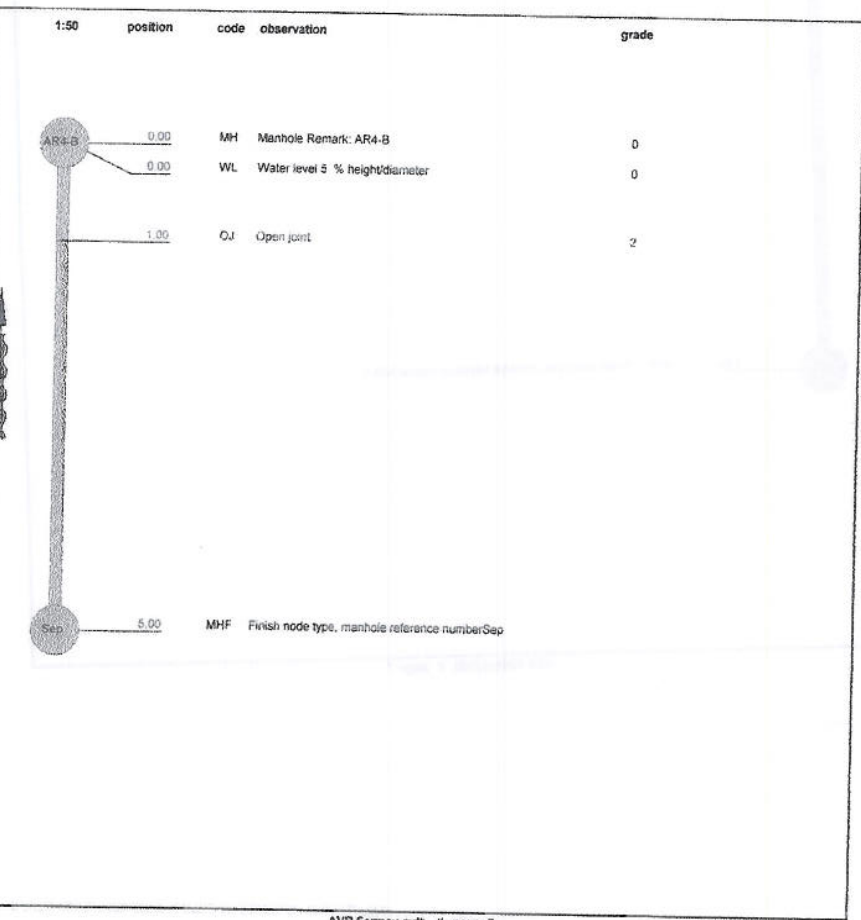 1:50 position code observation grade
AR4-B 0.00 MH Manhole Remark: AR4-B 0
0.00 WL Water level 5 % height/diameter 0
1.00 OJ Open joint 2
Sep 5.00 MHF Finish node type, manhole reference numberSep